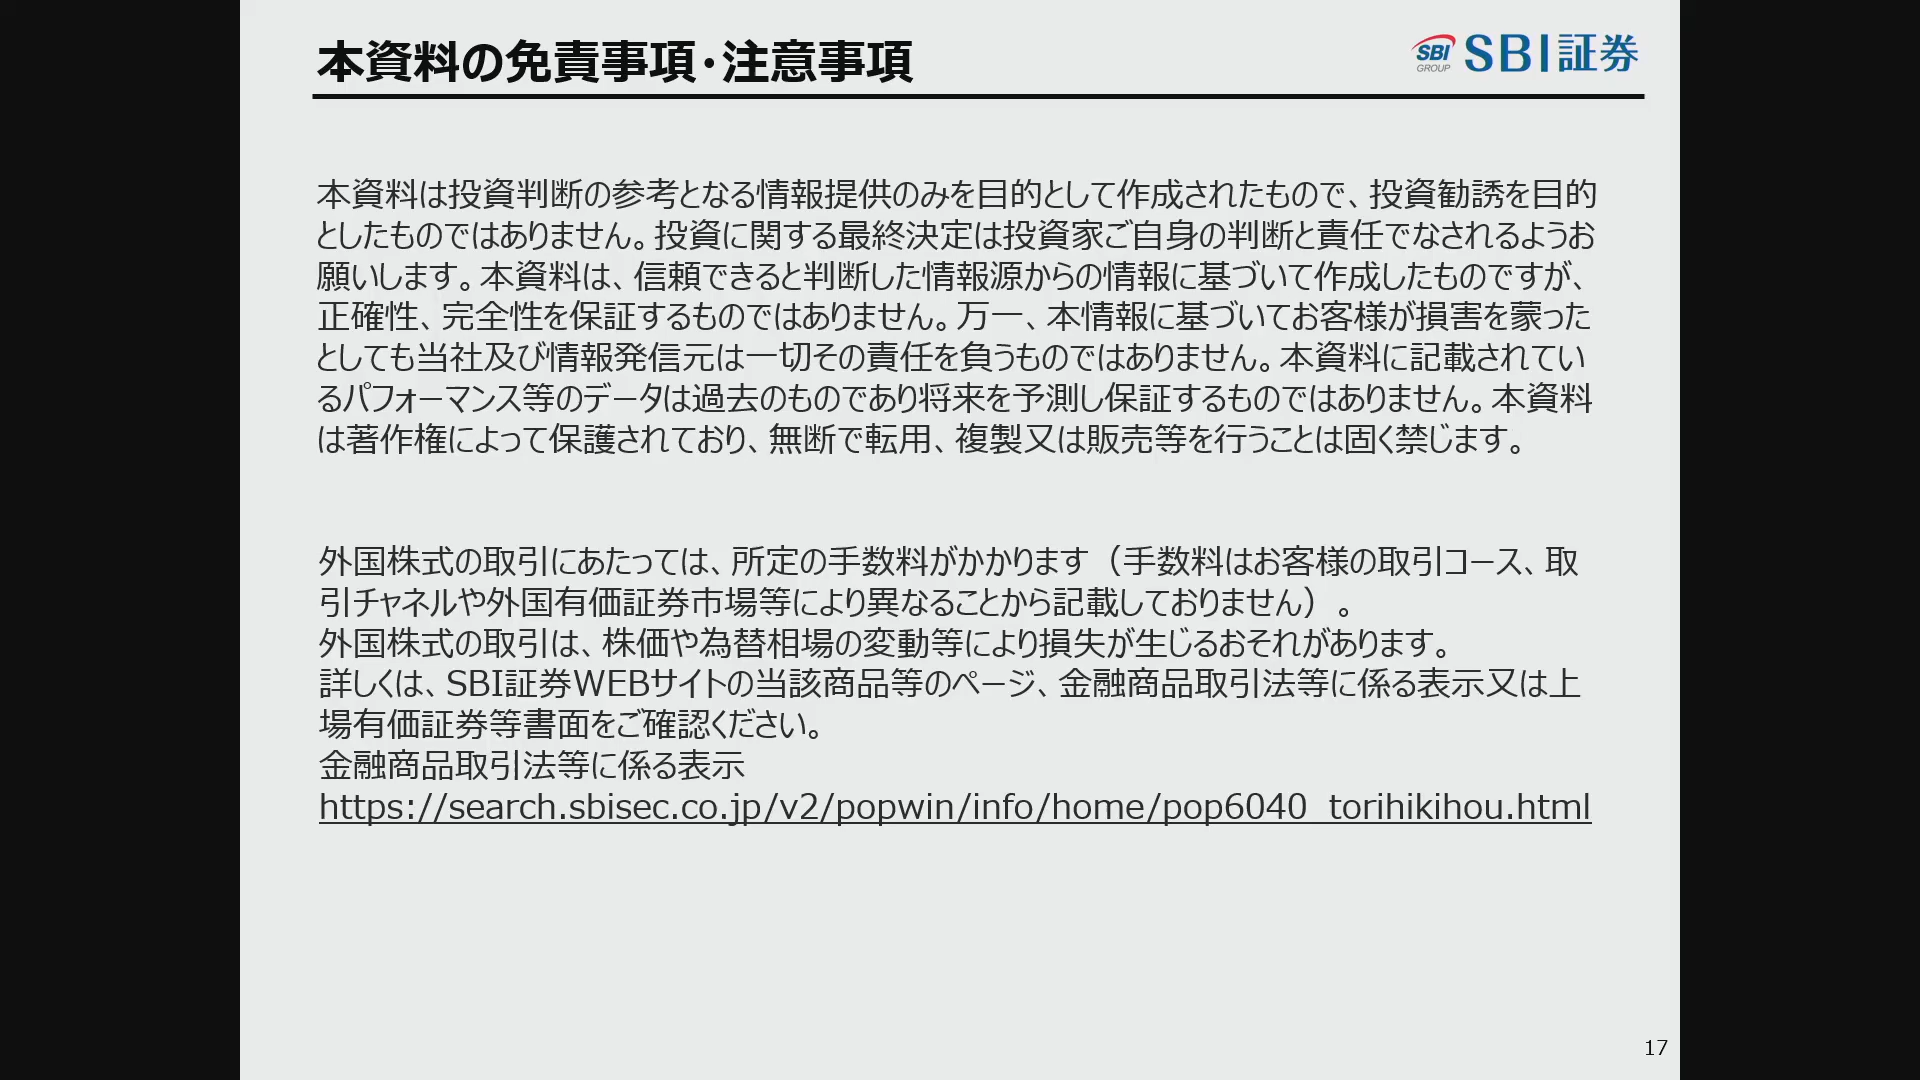 本資料の免責事項･注意事項
SBI GROUP SBI証券
本資料は投資判断の参考となる情報提供のみを目的として作成されたもので、投資勧誘を目的
としたものではありません。投資に関する最終決定は投資家ご自身の判断と責任でなされるようお
願いします。本資料は、信頼できると判断した情報源からの情報に基づいて作成したものですが、
正確性、完全性を保証するものではありません。万一、本情報に基づいてお客様が損害を蒙った
としても当社及び情報発信元は一切その責任を負うものではありません。本資料に記載されてい
るパフォーマンス等のデータは過去のものであり将来を予測し保証するものではありません。本資料
は著作権によって保護されており、無断で転用、複製又は販売等を行うことは固く禁じます。
外国株式の取引にあたっては、所定の手数料がかかります（手数料はお客様の取引コース、取
引チャネルや外国有価証券市場等により異なることから記載しておりません）。
外国株式の取引は、株価や為替相場の変動等により損失が生じるおそれがあります。
詳しくは、SBI証券WEBサイトの当該商品等のページ、金融商品取引法等に係る表示又は上
場有価証券等書面をご確認ください。
金融商品取引法等に係る表示
https://search.sbisec.co.jp/v2/popwin/info/home/pop6040_torihikihou.html
17